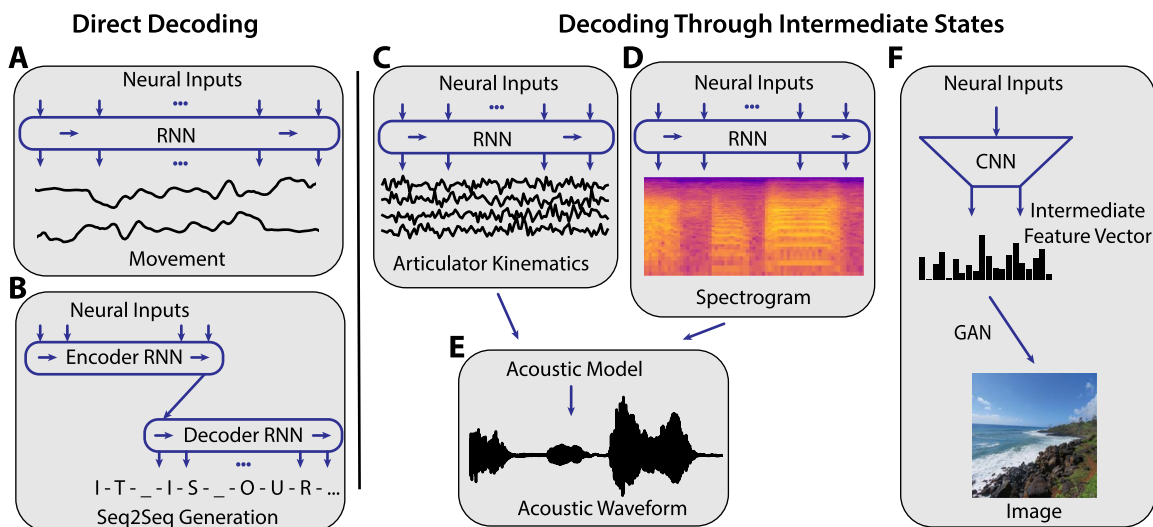 Direct Decoding
Decoding Through Intermediate States
A
Neural Inputs
...
RNN
...
Movement
B
Neural Inputs
Encoder RNN
Decoder RNN
...
I - T - _ - I - S - _ - O - U - R - ...
Seq2Seq Generation
C
Neural Inputs
...
RNN
Articulator Kinematics
D
Neural Inputs
...
RNN
Spectrogram
E
Acoustic Model
Acoustic Waveform
F
Neural Inputs
CNN
Intermediate
Feature Vector
GAN
Image